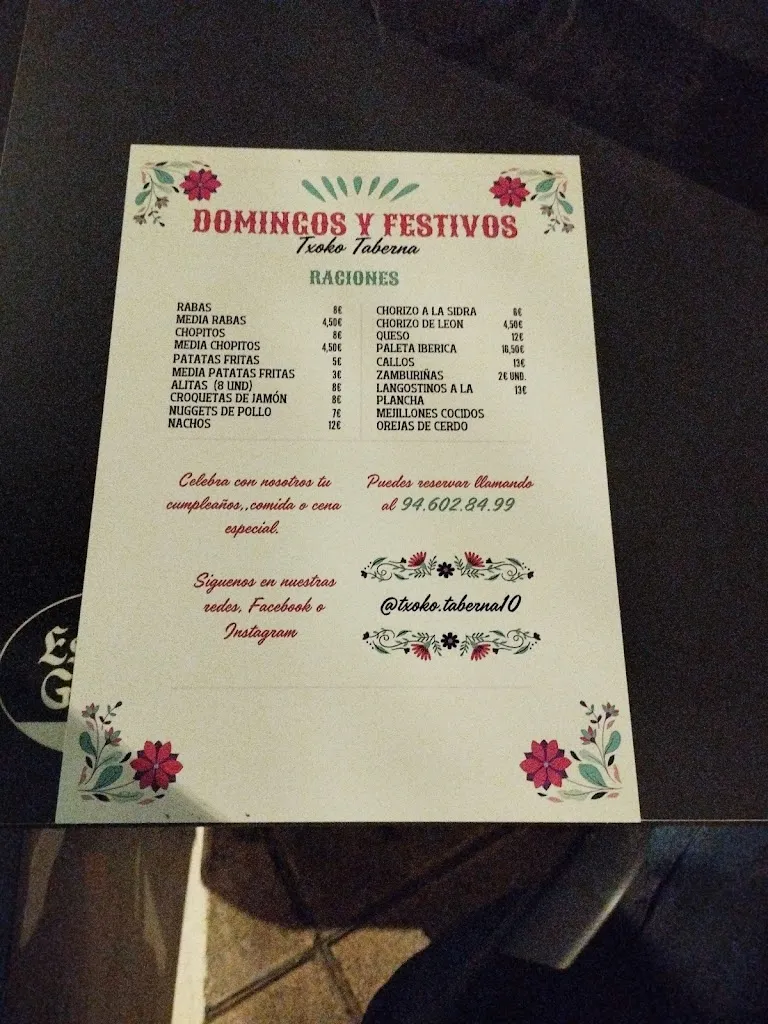 DOMINGOS Y FESTIVOS
Txoko Taberna
RACIONES
RABAS 8€
MEDIA RABAS 4,50€
CHOPITOS 8€
MEDIA CHOPITOS 4,50€
PATATAS FRITAS 5€
MEDIA PATATAS FRITAS 3€
ALITAS (8 UND) 8€
CROQUETAS DE JAMÓN 8€
NUGGETS DE POLLO 7€
NACHOS 12€
CHORIZO A LA SIDRA 6€
CHORIZO DE LEON 4,50€
QUESO 12€
PALETA IBERICA 16,50€
CALLOS 13€
ZAMBURIÑAS 2€ UND.
LANGOSTINOS A LA 13€
PLANCHA
MEJILLONES COCIDOS
OREJAS DE CERDO
Celebra con nosotros tu
cumpleaños,,comida o cena
especial.
Puedes reservar llamando
al 94.602.84.99
Siguenos en nuestras
redes, Facebook o
Instagram
@txoko.taberna10